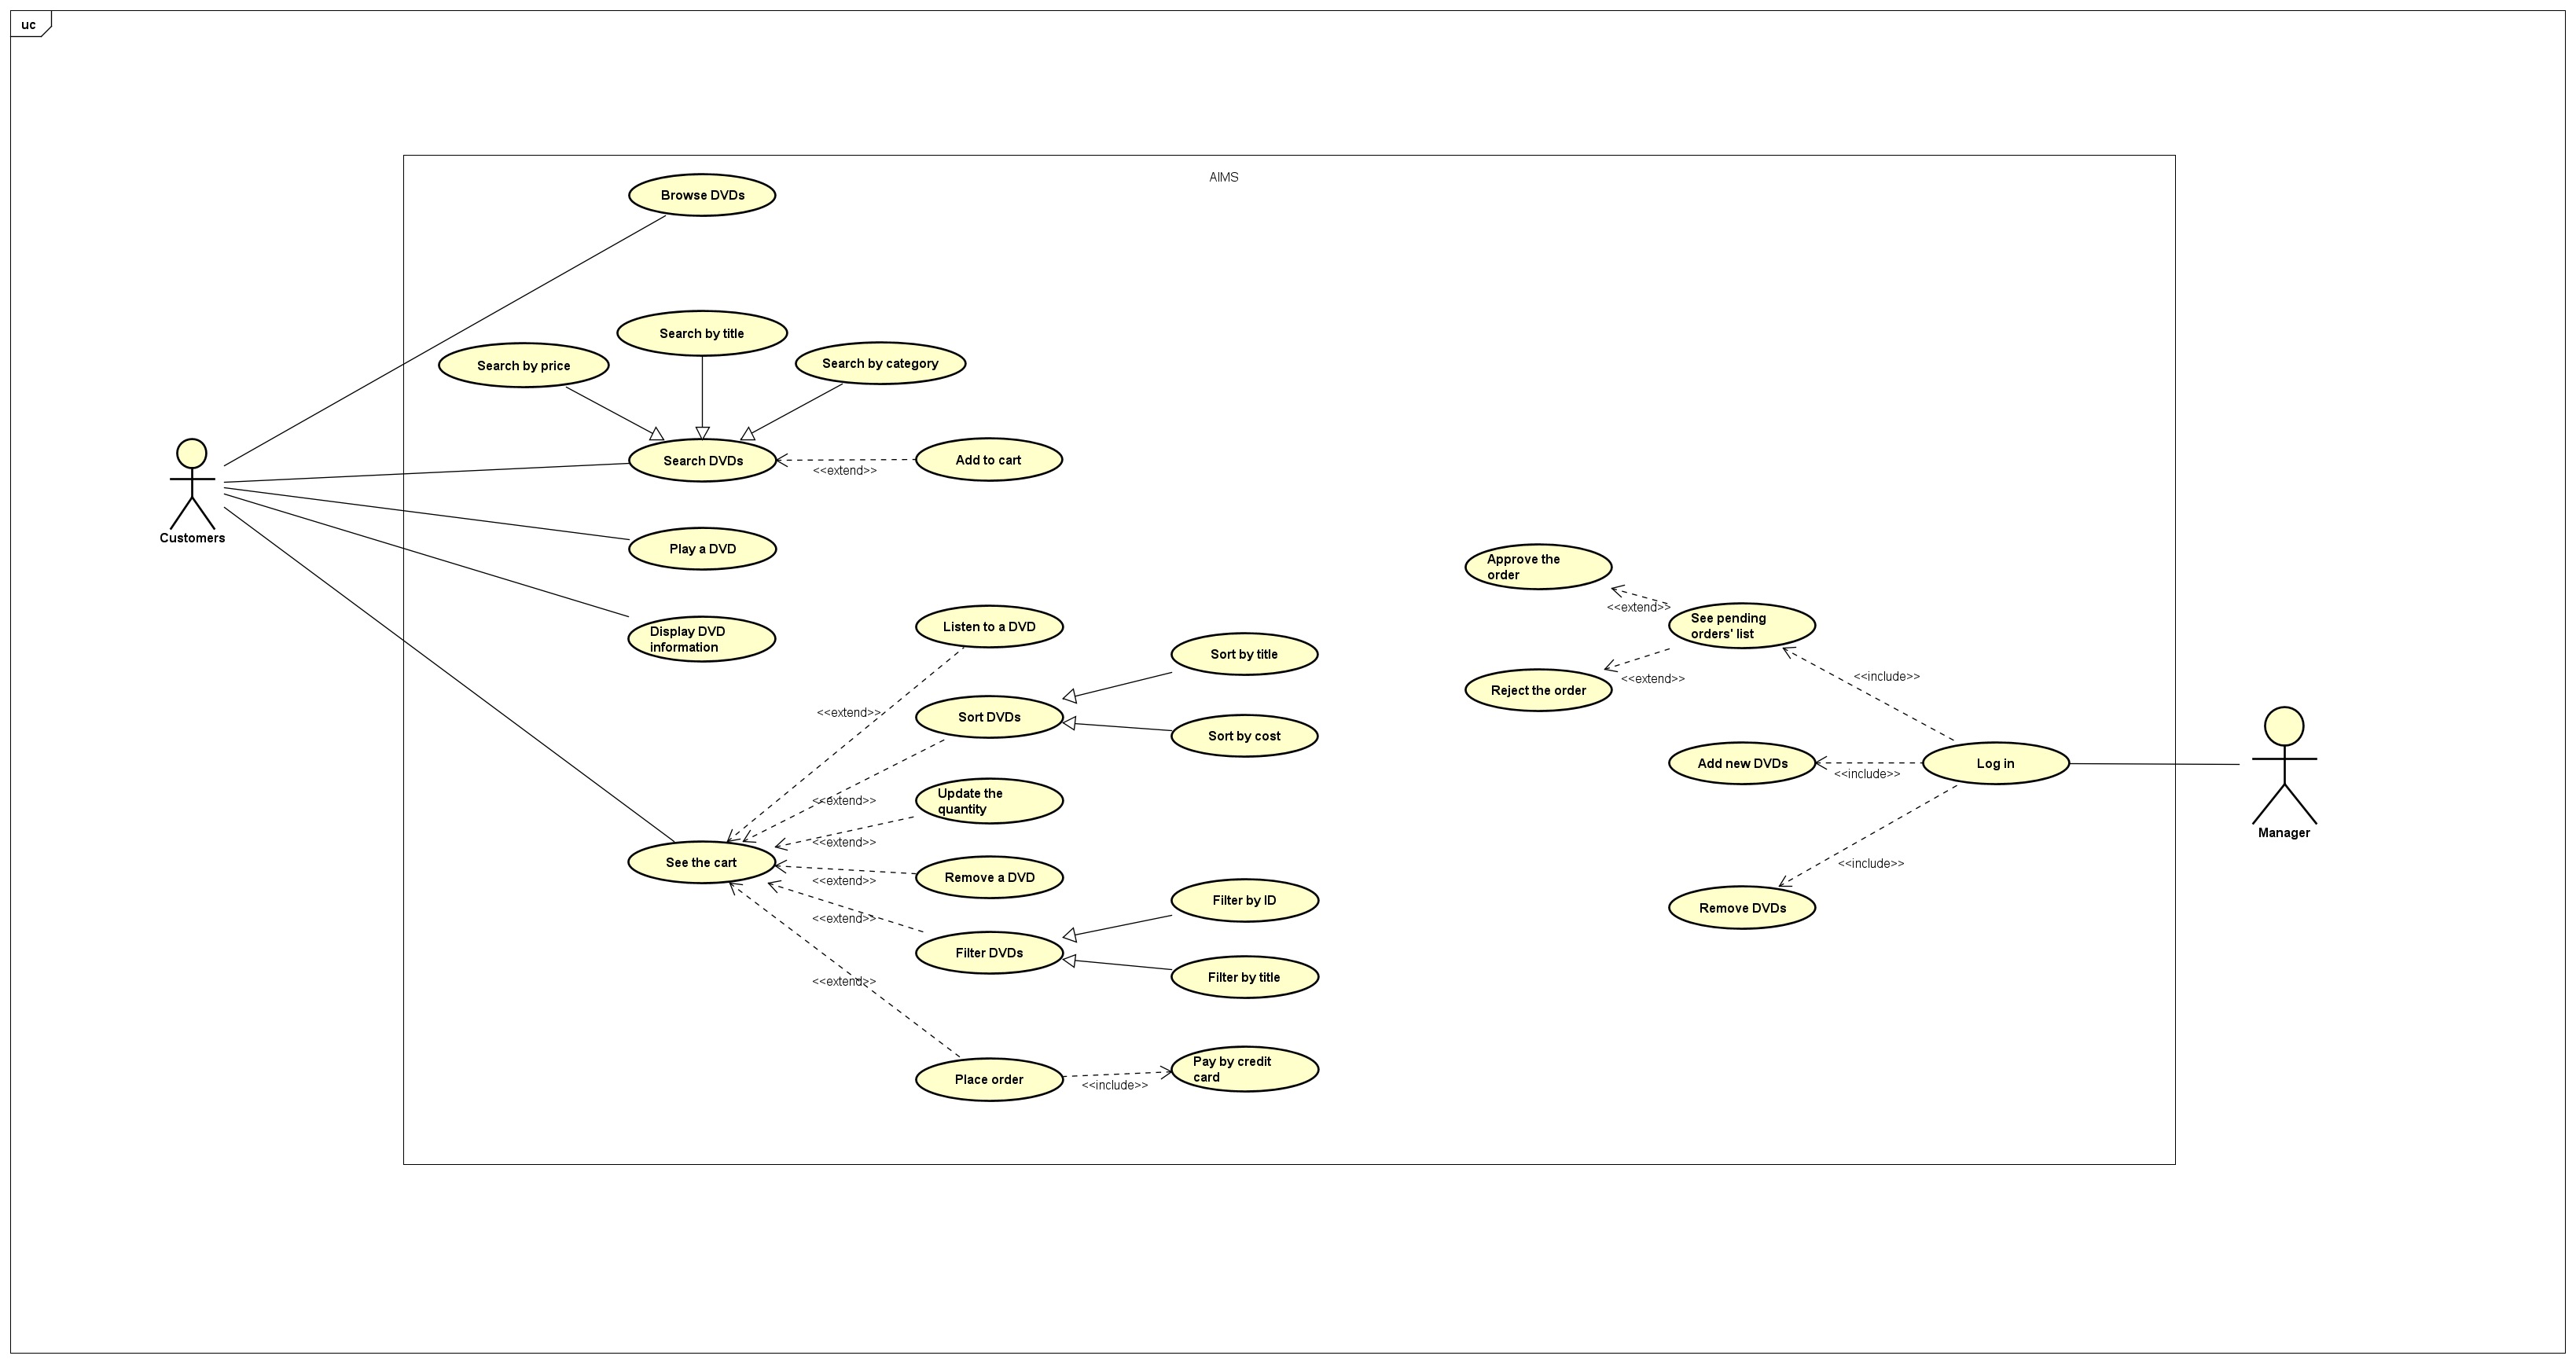 uc
AIMS
Browse DVDs
Search by title
Search by price
Search by category
Search DVDs
<<extend>>
Add to cart
Customers
Play a DVD
Display DVD
information
Listen to a DVD
<<extend>>
Sort DVDs
Sort by title
Sort by cost
<<extend>>
Update the
quantity
<<extend>>
See the cart
Remove a DVD
<<extend>>
Filter by ID
<<extend>>
Filter DVDs
Filter by title
<<extend>>
Place order
<<include>>
Pay by credit
card
Approve the
order
<<extend>>
See pending
orders' list
Reject the order
<<extend>>
<<include>>
Add new DVDs
<<include>>
Log in
Manager
<<include>>
Remove DVDs